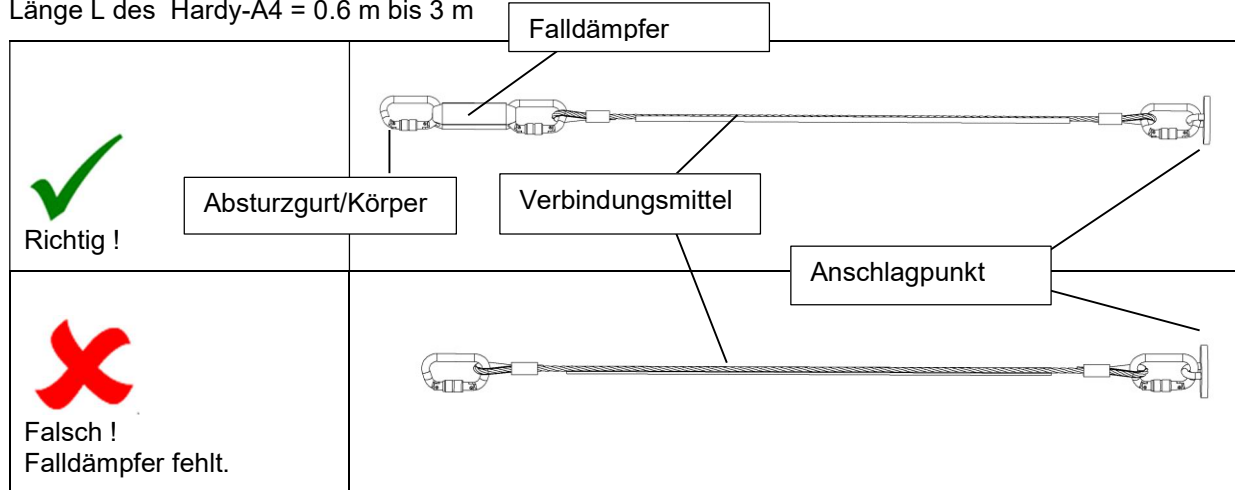 Länge L des Hardy-A4 = 0.6 m bis 3 m
Falldämpfer
Absturzgurt/Körper
Verbindungsmittel
Richtig !
Anschlagpunkt
Falsch !
Falldämpfer fehlt.